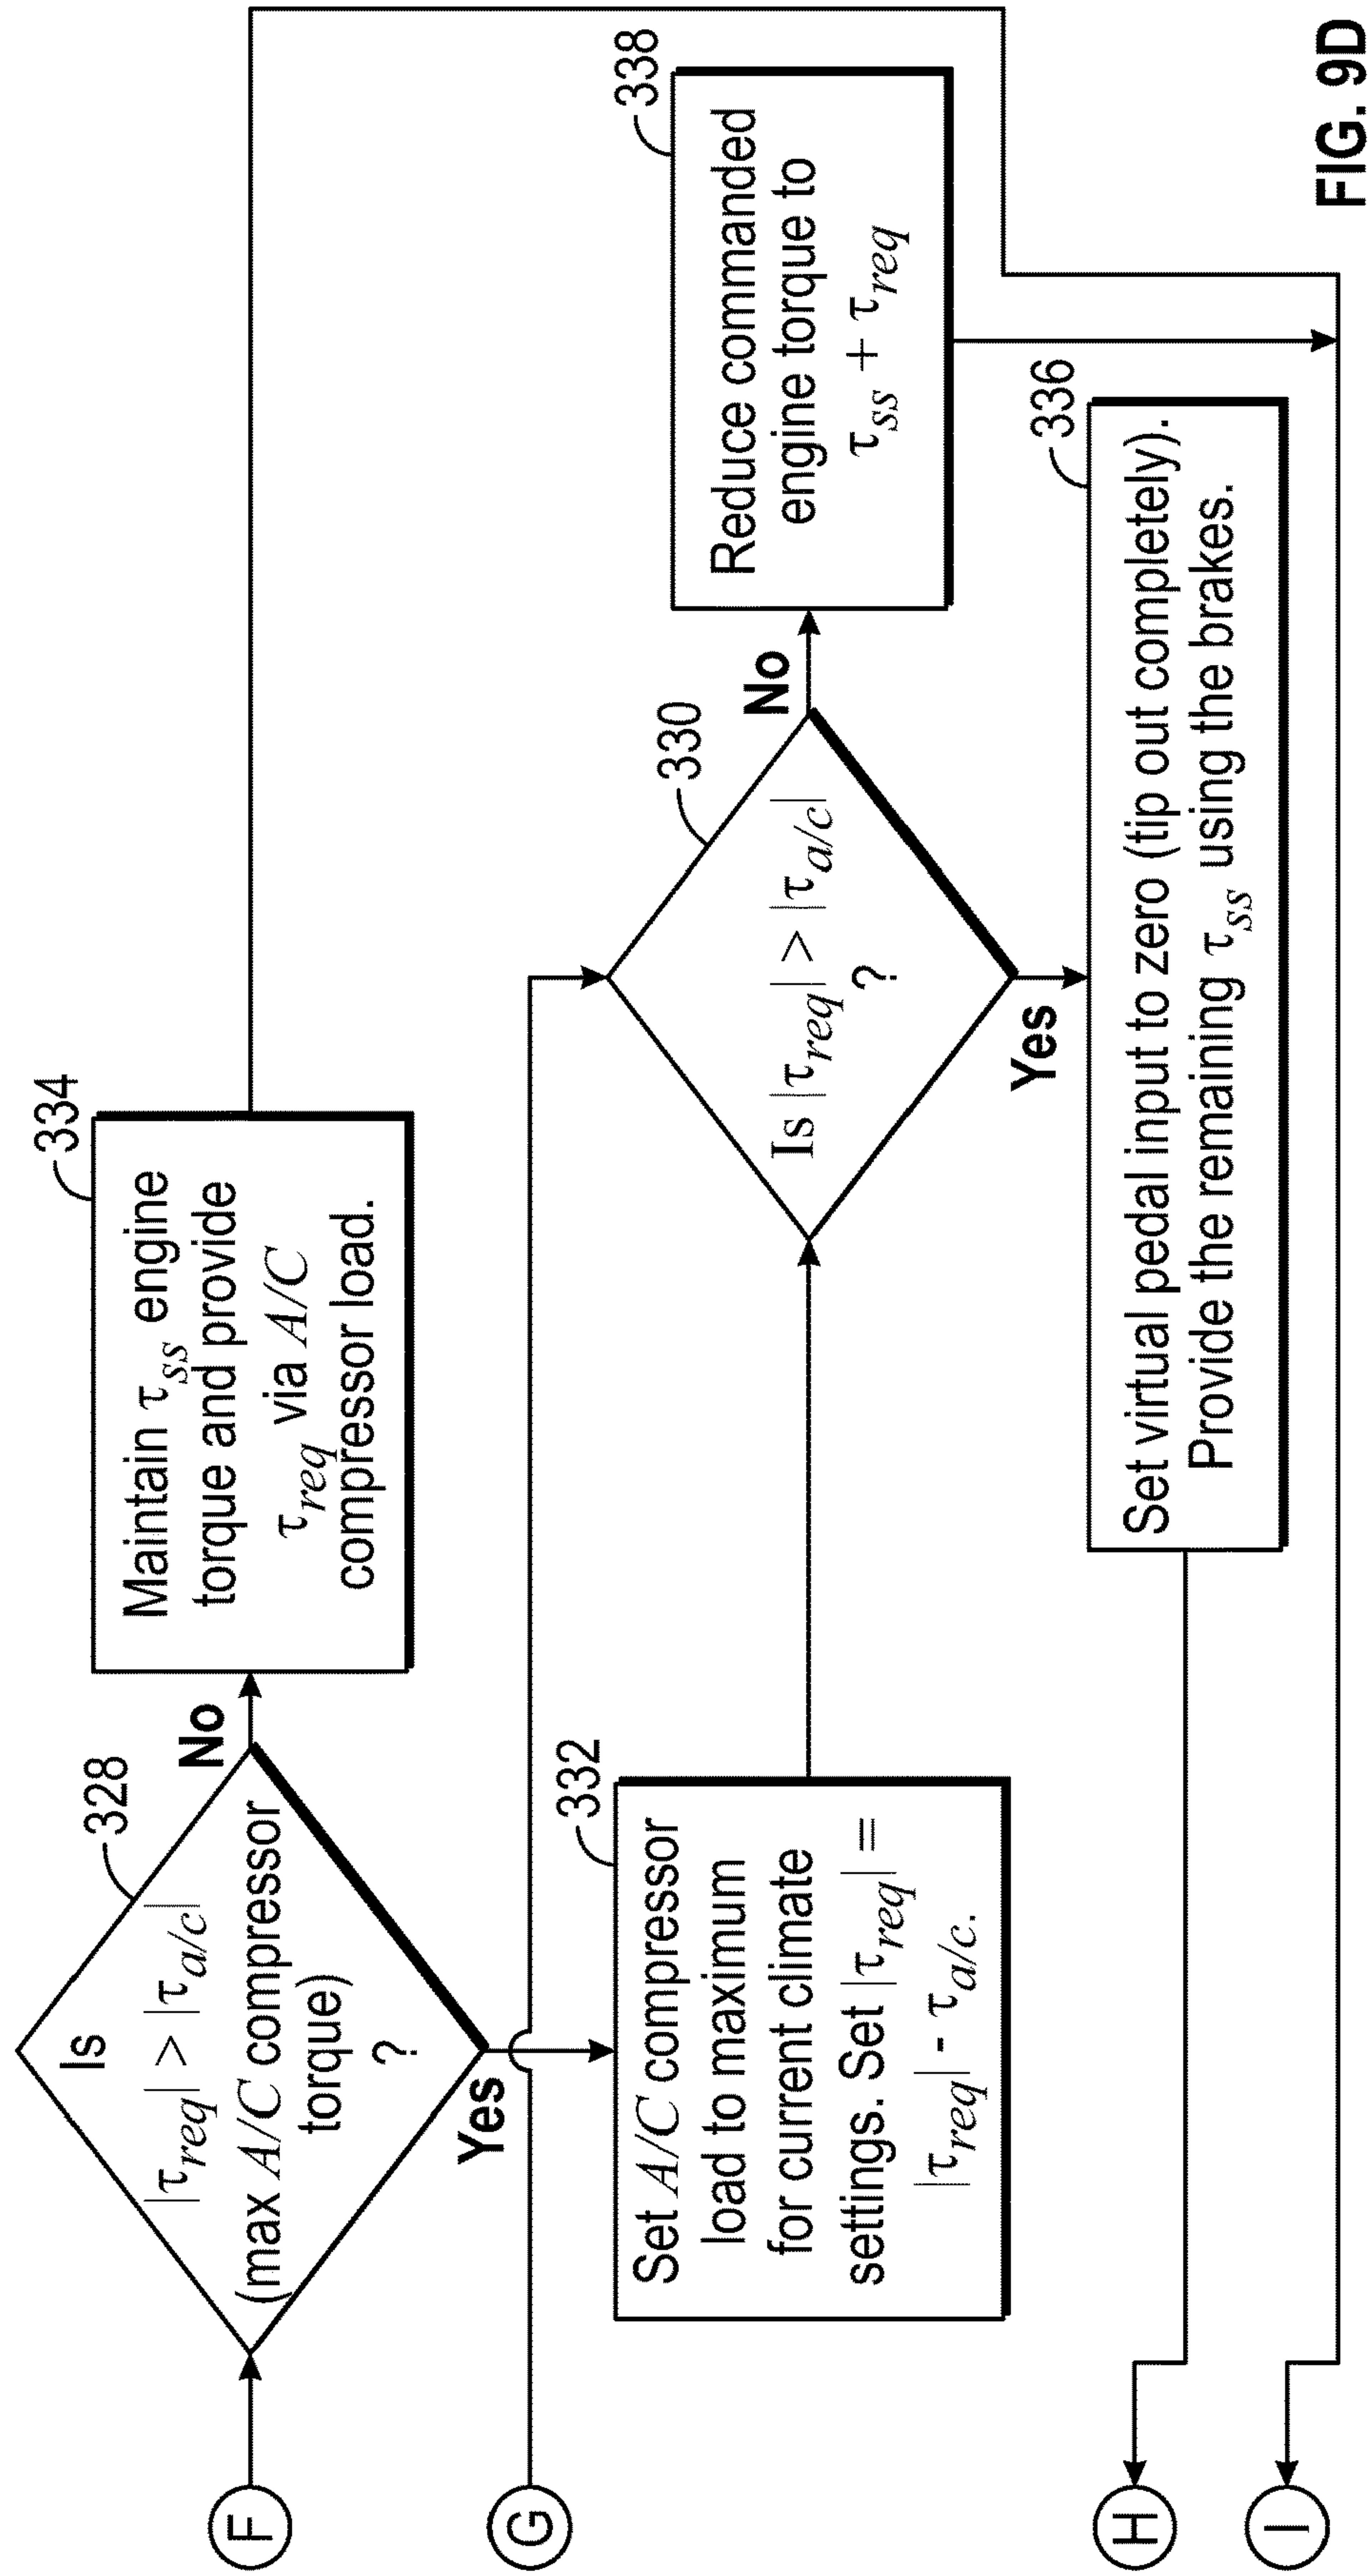 F
Is
|τreq| > |τa/c|
(max A/C compressor
torque)
?
328
No
Yes
Maintain τss engine
torque and provide
τreq via A/C
compressor load.
334
G
Set A/C compressor
load to maximum
for current climate
settings. Set |τreq| =
|τreq| - τa/c.
332
Is |τreq| > |τa/c|
?
330
No
Yes
Reduce commanded
engine torque to
τss + τreq
338
Set virtual pedal input to zero (tip out completely).
Provide the remaining τss using the brakes.
336
H
I
FIG. 9D